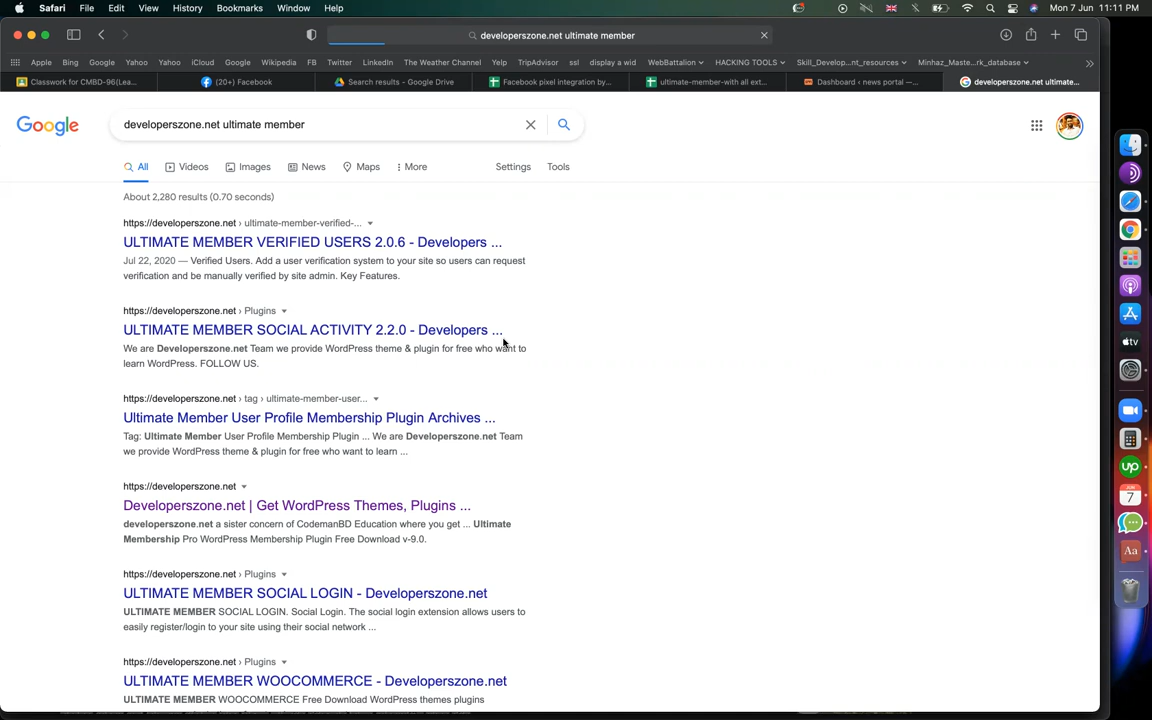 Safari File Edit View History Bookmarks Window Help
Mon 7 Jun 11:11 PM
developerszone.net ultimate member
Apple Bing Google Yahoo Yahoo iCloud Google Wikipedia FB Twitter LinkedIn The Weather Channel Yelp TripAdvisor ssl display a wid WebBattalion HACKING TOOLS Skill_Develop...nt_resources Minhaz_Maste...rk_database
Classwork for CMBD-96(Lea... (20+) Facebook Search results - Google Drive Facebook pixel integration by... ultimate-member-with all ext... Dashboard ‹ news portal —... developerszone.net ultimate...
Google
developerszone.net ultimate member
All Videos Images News Maps More Settings Tools
About 2,280 results (0.70 seconds)
https://developerszone.net › ultimate-member-verified-...
ULTIMATE MEMBER VERIFIED USERS 2.0.6 - Developers ...
Jul 22, 2020 — Verified Users. Add a user verification system to your site so users can request
verification and be manually verified by site admin. Key Features.
https://developerszone.net › Plugins
ULTIMATE MEMBER SOCIAL ACTIVITY 2.2.0 - Developers ...
We are Developerszone.net Team we provide WordPress theme & plugin for free who want to
learn WordPress. FOLLOW US.
https://developerszone.net › tag › ultimate-member-user...
Ultimate Member User Profile Membership Plugin Archives ...
Tag: Ultimate Member User Profile Membership Plugin ... We are Developerszone.net Team
we provide WordPress theme & plugin for free who want to learn ...
https://developerszone.net
Developerszone.net | Get WordPress Themes, Plugins ...
developerszone.net a sister concern of CodemanBD Education where you get ... Ultimate
Membership Pro WordPress Membership Plugin Free Download v-9.0.
https://developerszone.net › Plugins
ULTIMATE MEMBER SOCIAL LOGIN - Developerszone.net
ULTIMATE MEMBER SOCIAL LOGIN. Social Login. The social login extension allows users to
easily register/login to your site using their social network ...
https://developerszone.net › Plugins
ULTIMATE MEMBER WOOCOMMERCE - Developerszone.net
ULTIMATE MEMBER WOOCOMMERCE Free Download WordPress themes plugins
tv
up
JUN
7
Aa